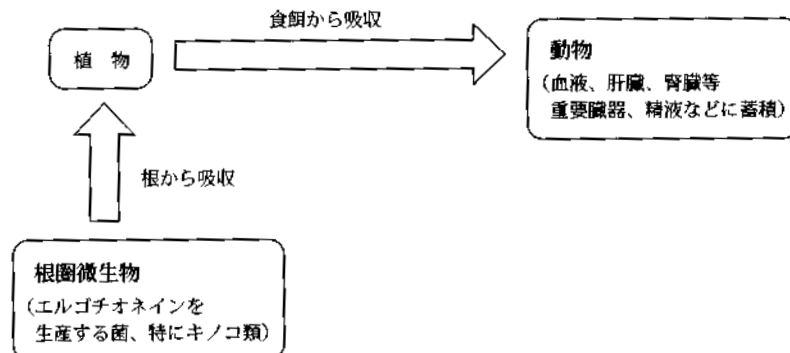 食餌から吸収
植 物
動物
(血液、肝臓、腎臓等
重要臓器、精液などに蓄積)
根から吸収
根圏微生物
(エルゴチオネインを
生産する菌、特にキノコ類)